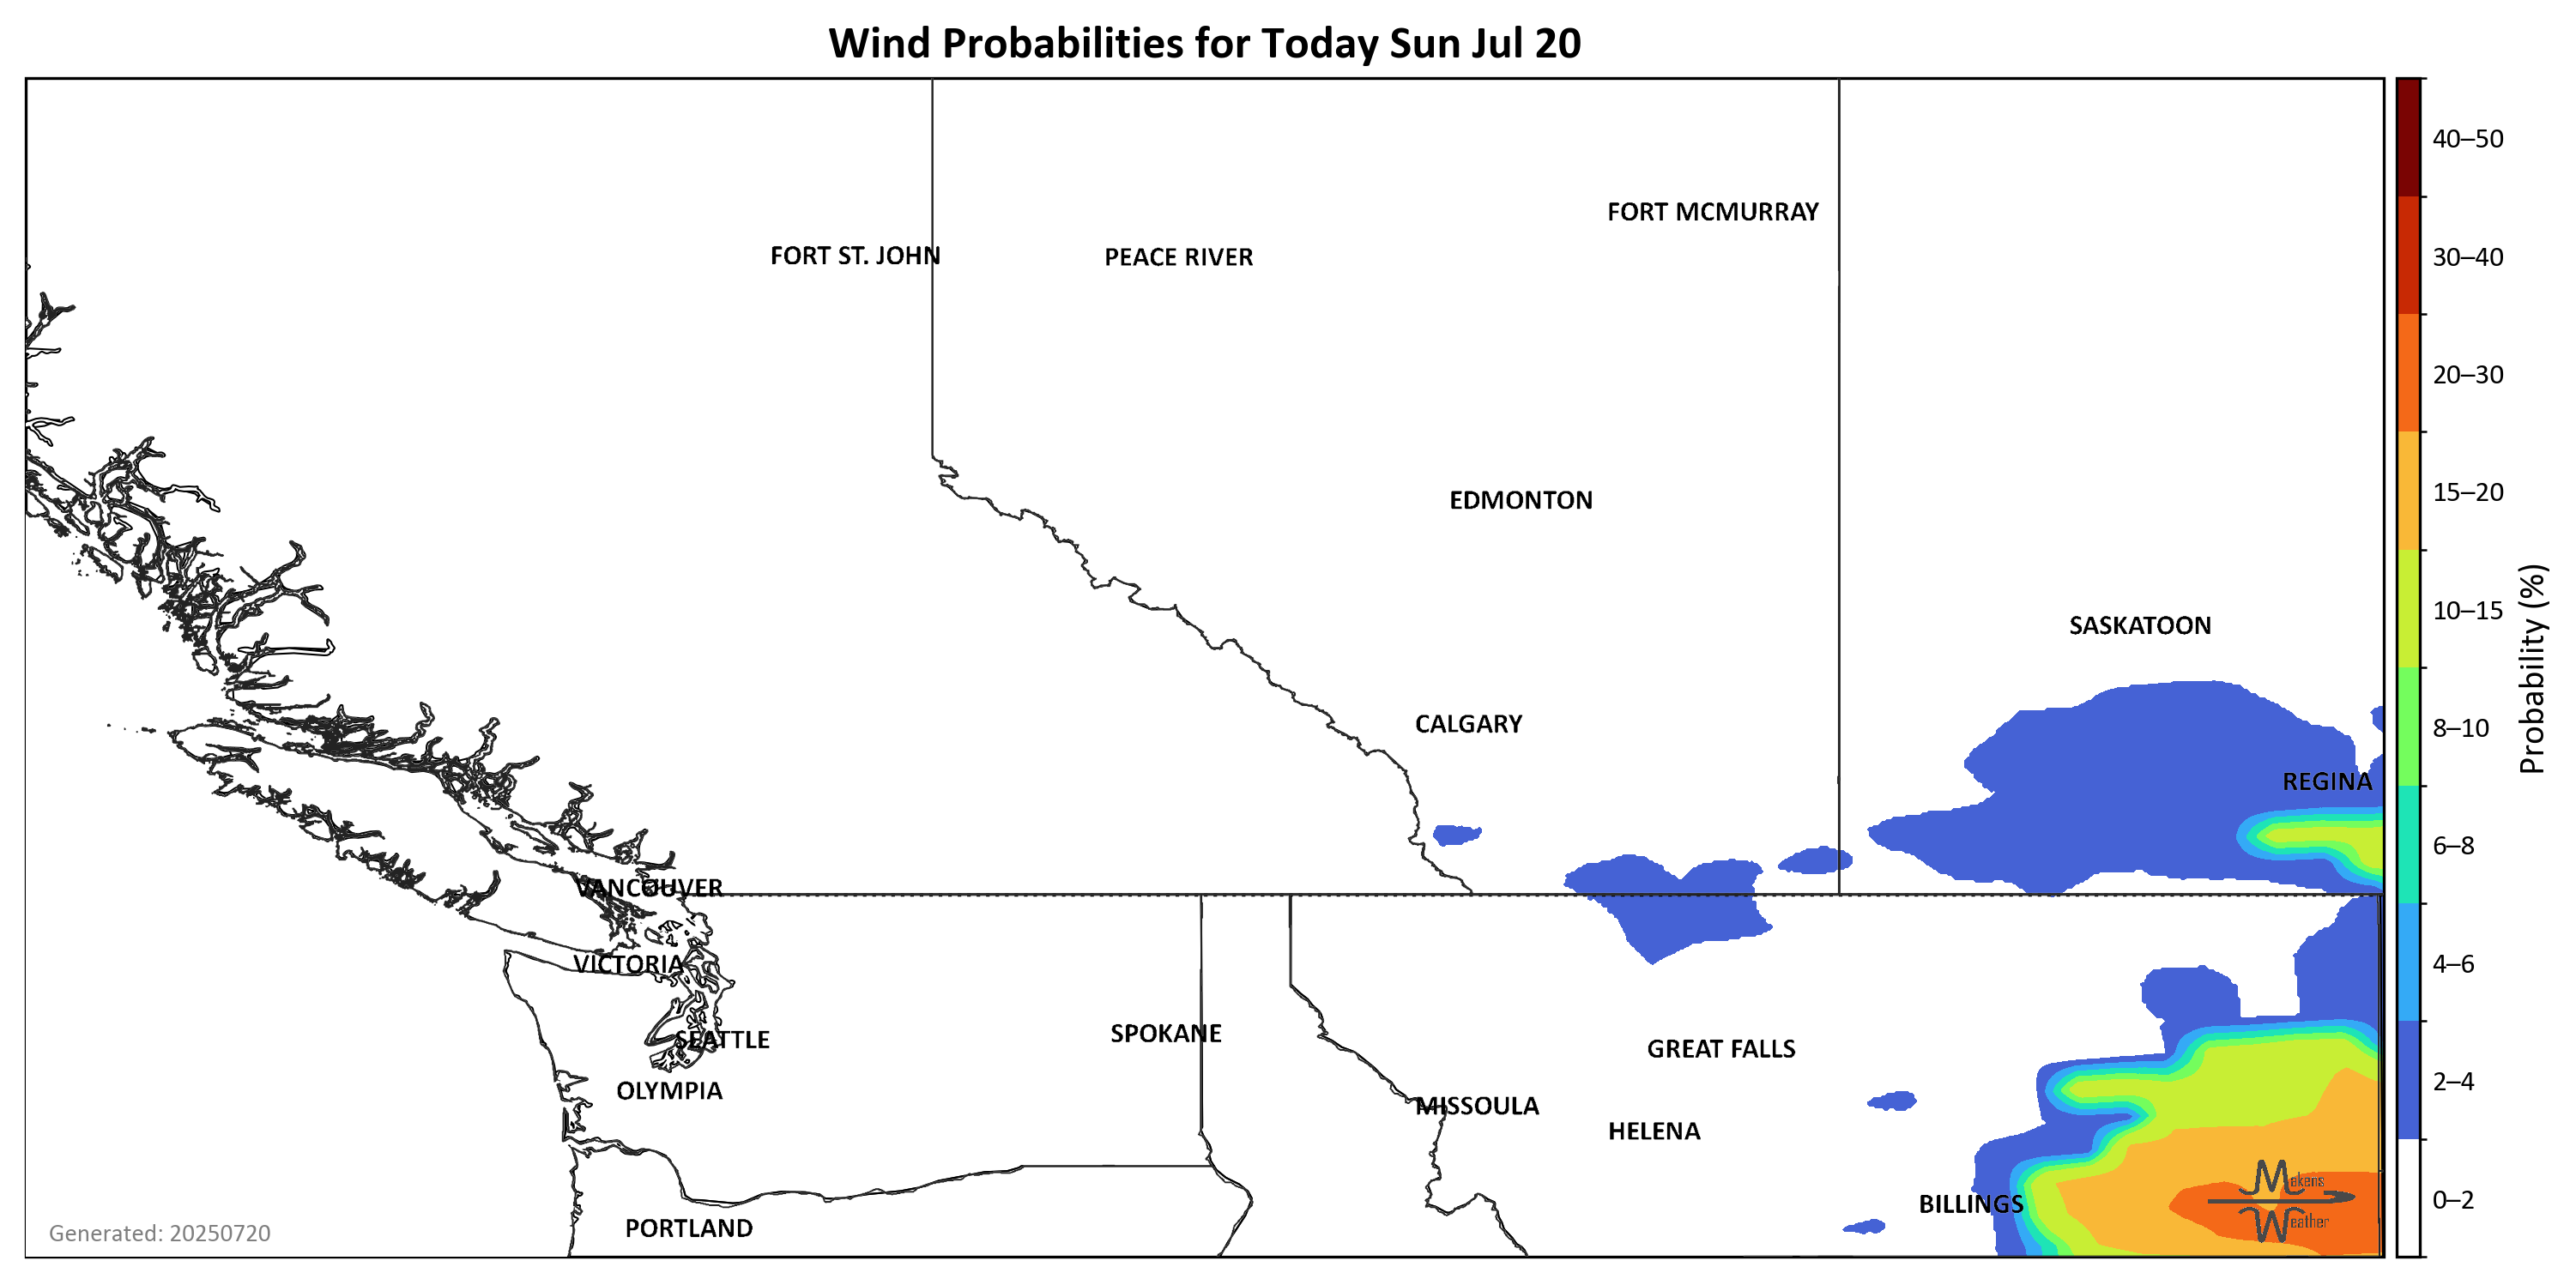 Wind Probabilities for Today Sun Jul 20
40–50
FORT MCMURRAY
FORT ST. JOHN
PEACE RIVER
30–40
20–30
EDMONTON
15–20
10–15
SASKATOON
Probability (%)
CALGARY
8–10
REGINA
6–8
VANCOUVER
VICTORIA
4–6
SEATTLE
SPOKANE
GREAT FALLS
OLYMPIA
MISSOULA
2–4
HELENA
Makens
Weather
BILLINGS
0–2
PORTLAND
Generated: 20250720